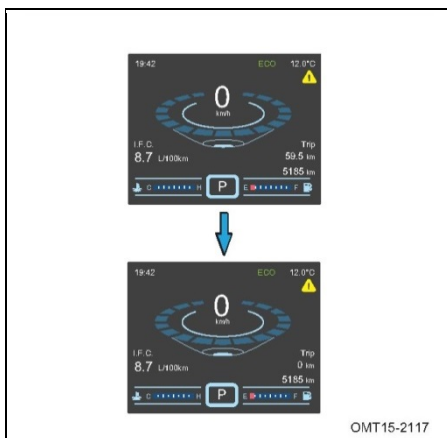 19:42 ECO 12.0°C
!
0
km/h
I.F.C. Trip
8.7 L/100km 59.5 km
5185 km
C H P E F
19:42 ECO 12.0°C
!
0
km/h
I.F.C. Trip
8.7 L/100km 0 km
5185 km
C H P E F
OMT15-2117